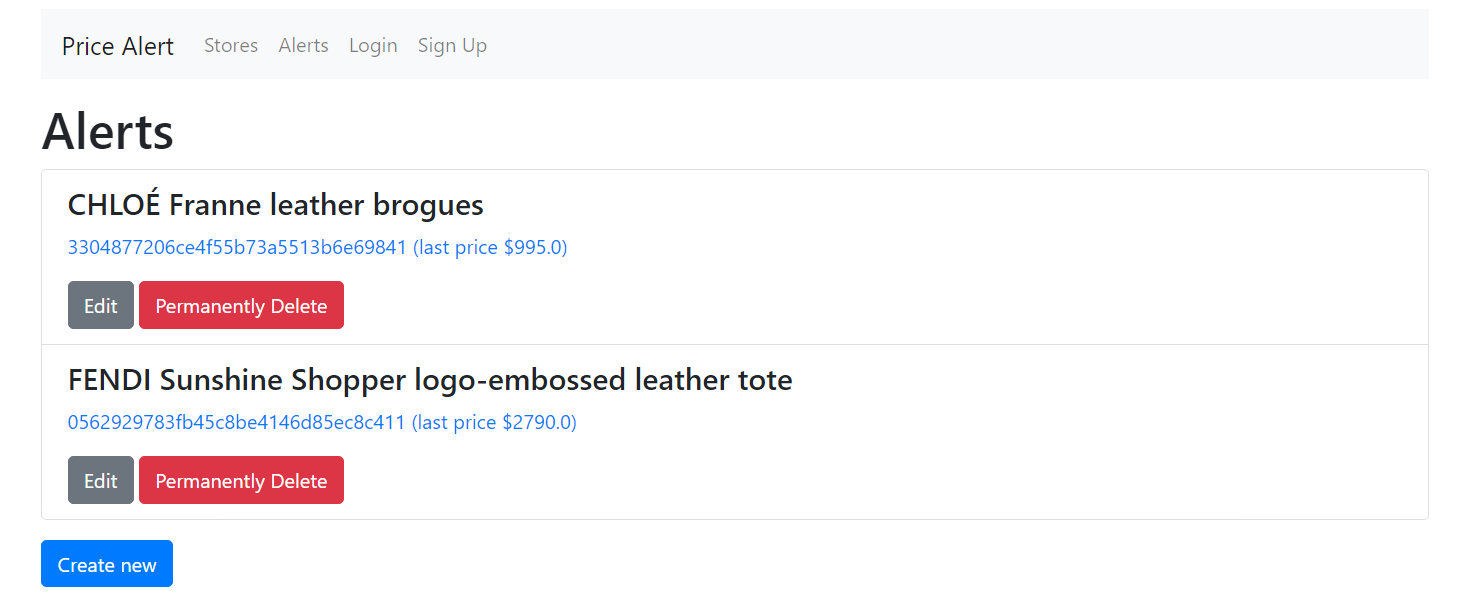 Price Alert Stores Alerts Login Sign Up
Alerts
CHLOÉ Franne leather brogues
3304877206ce4f55b73a5513b6e69841 (last price $995.0)
Edit Permanently Delete
FENDI Sunshine Shopper logo-embossed leather tote
0562929783fb45c8be4146d85ec8c411 (last price $2790.0)
Edit Permanently Delete
Create new